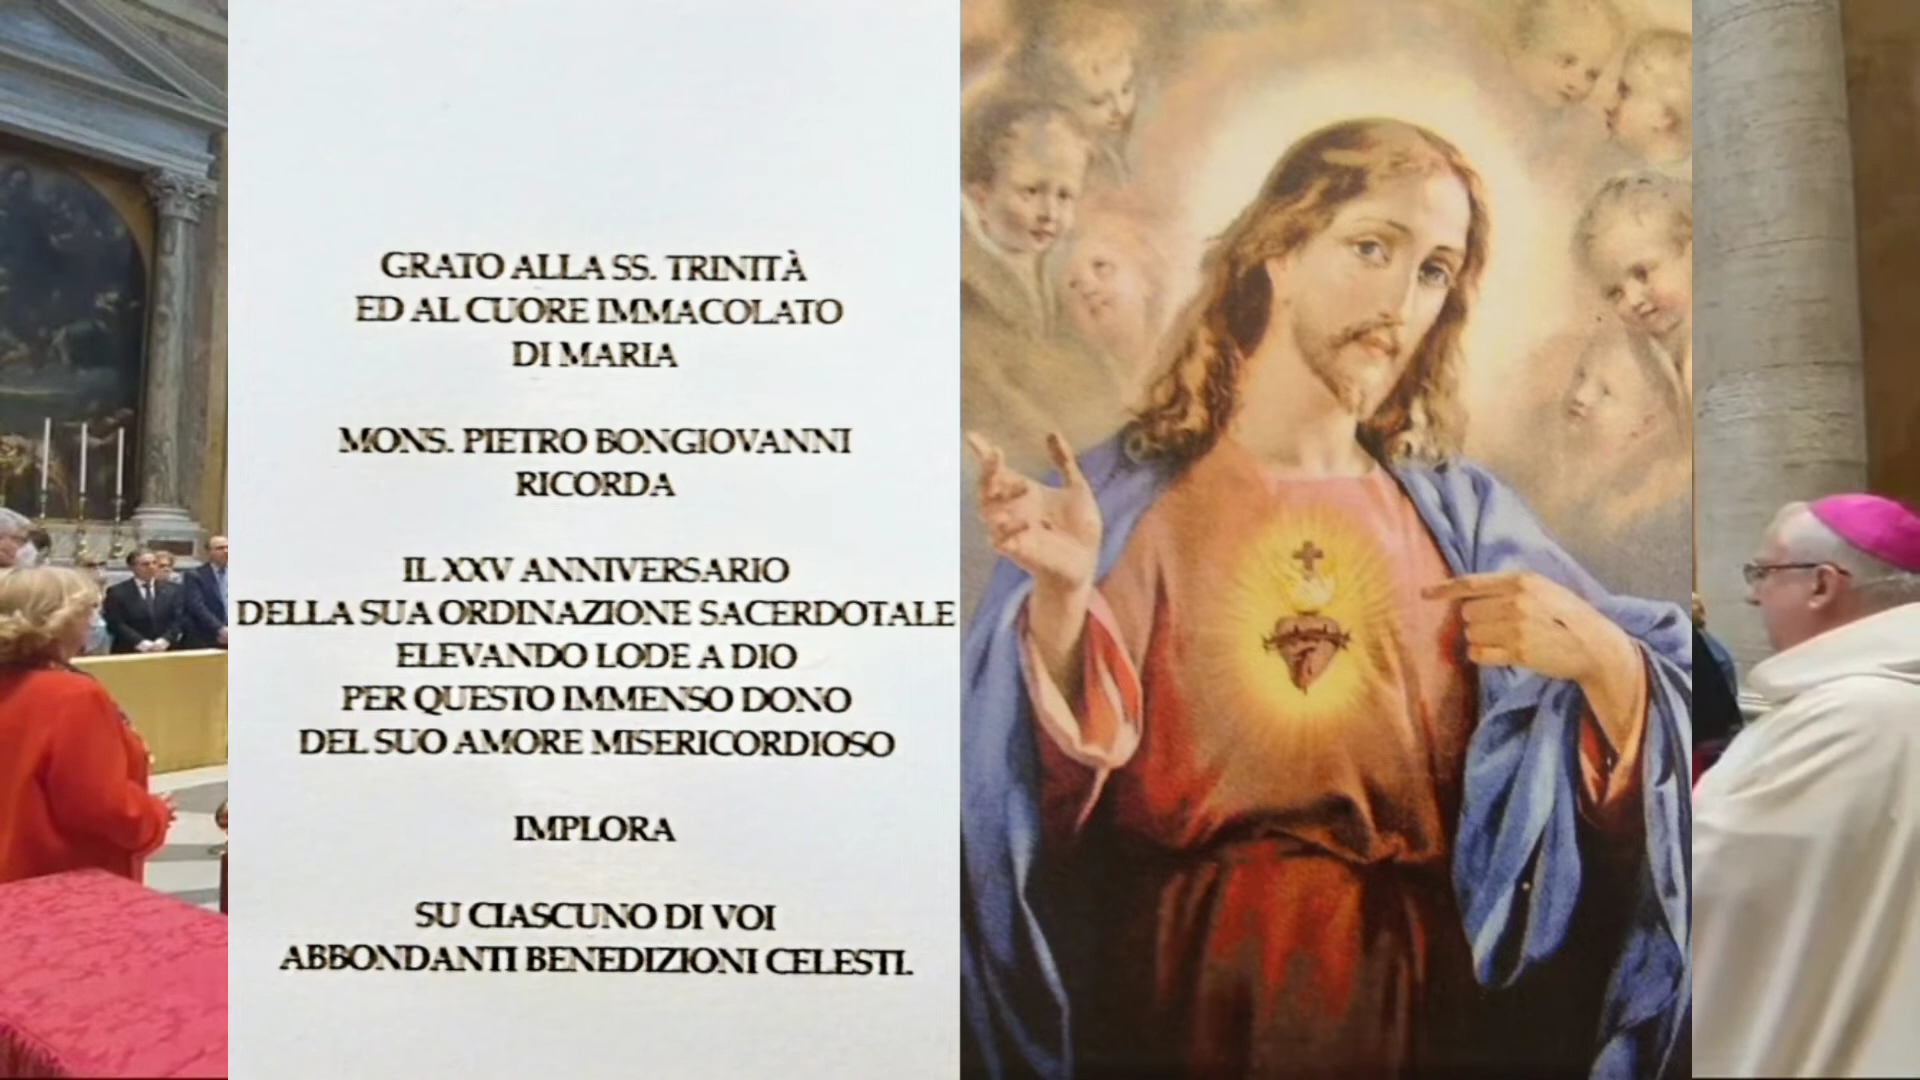 GRATO ALLA SS. TRINITÀ
ED AL CUORE IMMACOLATO
DI MARIA
MONS. PIETRO BONGIOVANNI
RICORDA
IL XXV ANNIVERSARIO
DELLA SUA ORDINAZIONE SACERDOTALE
ELEVANDO LODE A DIO
PER QUESTO IMMENSO DONO
DEL SUO AMORE MISERICORDIOSO
IMPLORA
SU CIASCUNO DI VOI
ABBONDANTI BENEDIZIONI CELESTI.